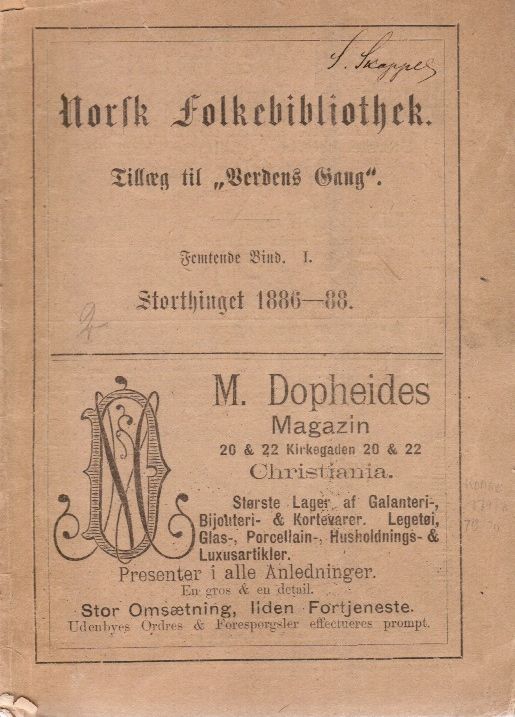 S. Skappel
Norsk Folkebibliothek.
Tillæg til „Verdens Gang“.
Femtende Bind. I.
Storthinget 1886—88.
2-
M. Dopheides
Magazin
20 & 22 Kirkegaden 20 & 22
Christiania.
Største Lager af Galanteri-,
Bijouteri- & Kortevarer. Legetøi,
Glas-, Porcellain-, Husholdnings- &
Luxusartikler.
Presenter i alle Anledninger.
En gros & en detail.
Stor Omsætning, liden Fortjeneste.
Udenbyes Ordres & Forespørgsler effectueres prompt.